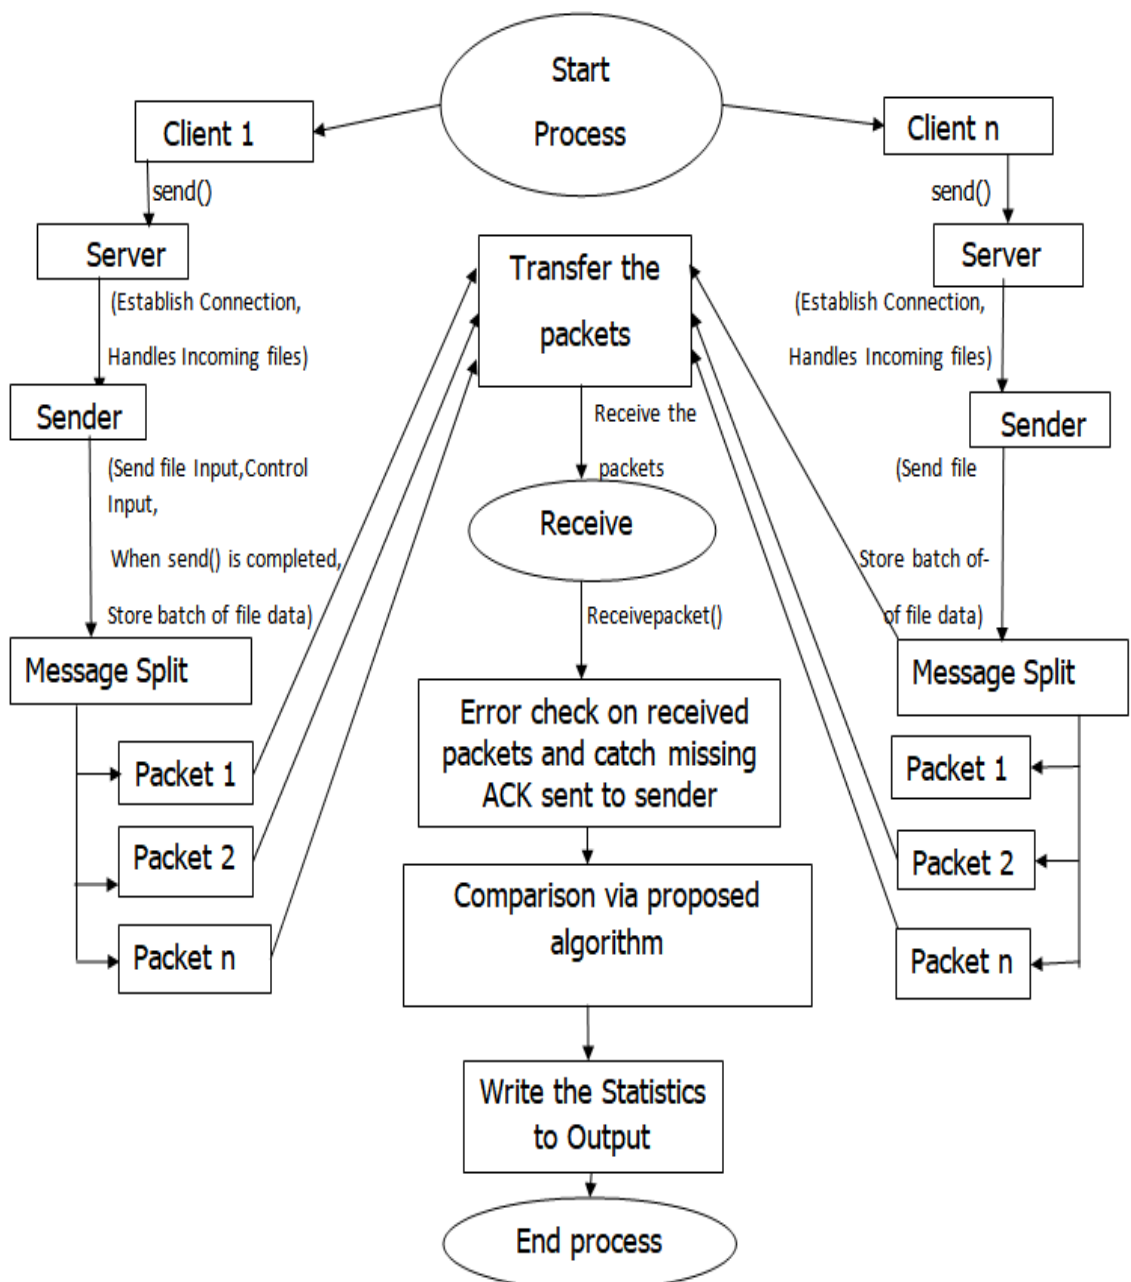 Start
Process
Client 1
send()
Server
(Establish Connection,
Handles Incoming files)
Sender
(Send file Input,Control
Input,
When send() is completed,
Store batch of file data)
Message Split
Packet 1
Packet 2
Packet n
Client n
send()
Server
(Establish Connection,
Handles Incoming files)
Sender
(Send file
Store batch of-
of file data)
Message Split
Packet 1
Packet 2
Packet n
Transfer the
packets
Receive the
packets
Receive
Receivepacket()
Error check on received
packets and catch missing
ACK sent to sender
Comparison via proposed
algorithm
Write the Statistics
to Output
End process